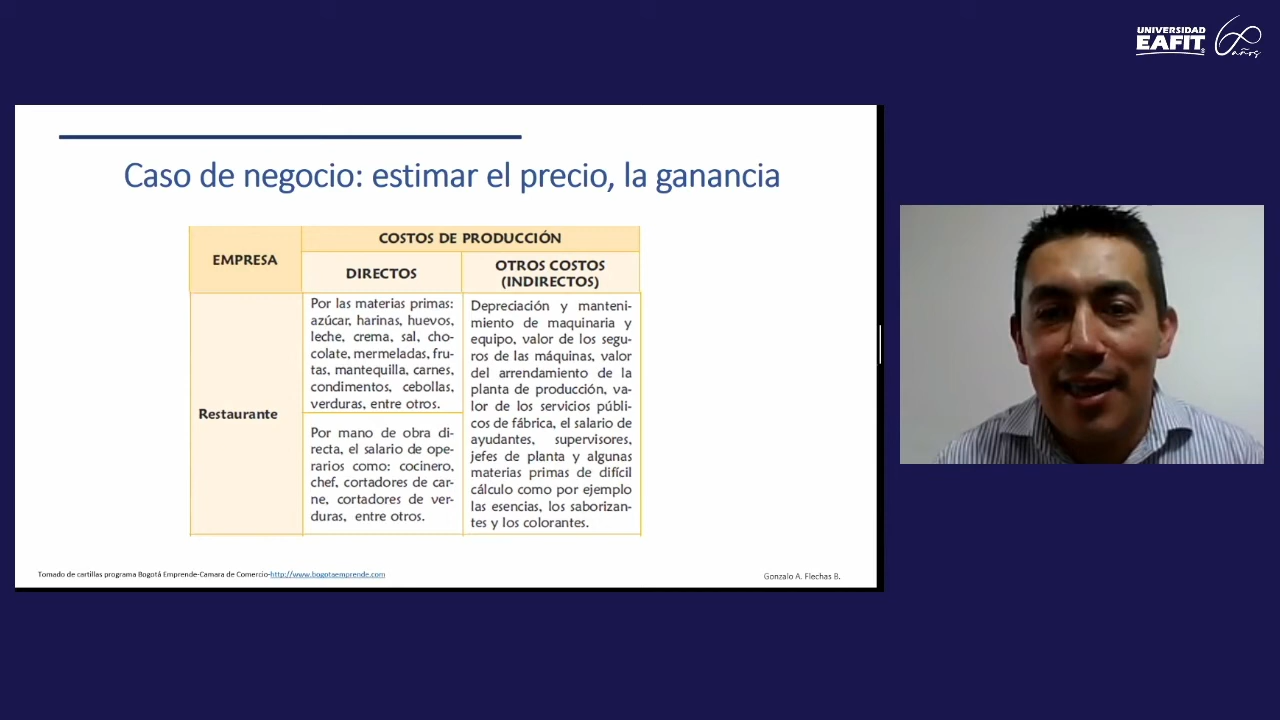 UNIVERSIDAD
EAFIT
60 años
Caso de negocio: estimar el precio, la ganancia
EMPRESA
COSTOS DE PRODUCCIÓN
DIRECTOS
OTROS COSTOS
(INDIRECTOS)
Restaurante
Por las materias primas:
azúcar, harinas, huevos,
leche, crema, sal, cho-
colate, mermeladas, fru-
tas, mantequilla, carnes,
condimentos, cebollas,
verduras, entre otros.
Por mano de obra di-
recta, el salario de ope-
rarios como: cocinero,
chef, cortadores de car-
ne, cortadores de ver-
duras, entre otros.
Depreciación y manteni-
miento de maquinaria y
equipo, valor de los segu-
ros de las máquinas, valor
del arrendamiento de la
planta de producción, va-
lor de los servicios públi-
cos de fábrica, el salario de
ayudantes, supervisores,
jefes de planta y algunas
materias primas de difícil
cálculo como por ejemplo
las esencias, los saborizan-
tes y los colorantes.
Tomado de cartillas programa Bogotá Emprende-Camara de Comercio-http://www.bogotaemprende.com
Gonzalo A. Flechas B.